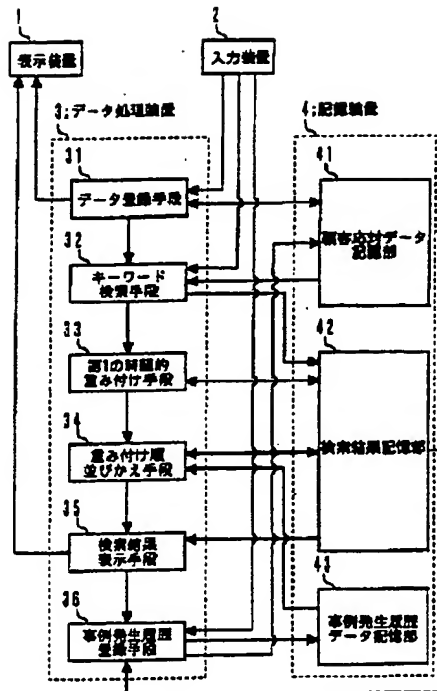 1
表示装置
2
入力装置
3;データ処理装置
31
データ登録手段
32
キーワード
検索手段
33
第1の時間的
重み付け手段
34
重み付け順
並びかえ手段
35
検索結果
表示手段
36
事例発生履歴
登録手段
4;記憶装置
41
顧客応対データ
記憶部
42
検索結果記憶部
43
事例発生履歴
データ記憶部